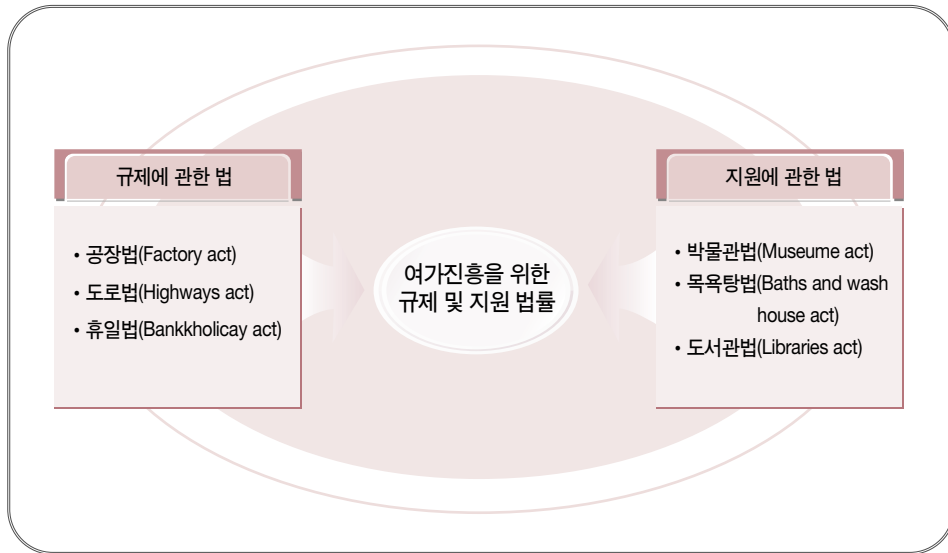 규제에 관한 법
• 공장법(Factory act)
• 도로법(Highways act)
• 휴일법(Bankkholicay act)
여가진흥을 위한
규제 및 지원 법률
지원에 관한 법
• 박물관법(Museume act)
• 목욕탕법(Baths and wash
house act)
• 도서관법(Libraries act)